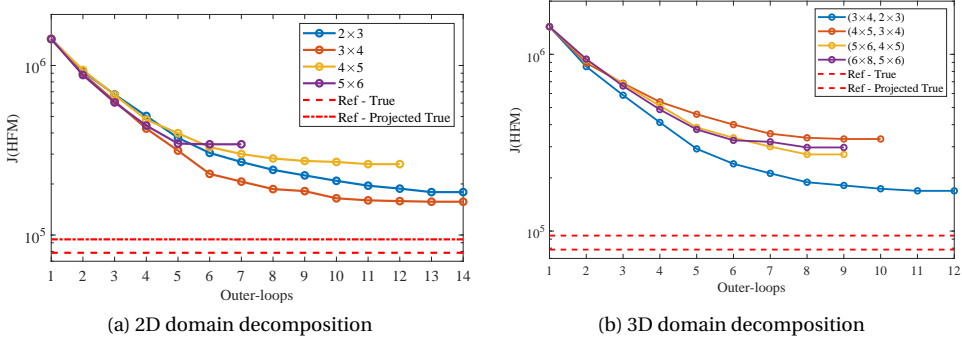 J(HFM)
10^6
10^5
2×3
3×4
4×5
5×6
Ref - True
Ref - Projected True
1 2 3 4 5 6 7 8 9 10 11 12 13 14
Outer-loops
(a) 2D domain decomposition
J(HFM)
10^6
10^5
(3×4, 2×3)
(4×5, 3×4)
(5×6, 4×5)
(6×8, 5×6)
Ref - True
Ref - Projected True
1 2 3 4 5 6 7 8 9 10 11 12
Outer-loops
(b) 3D domain decomposition